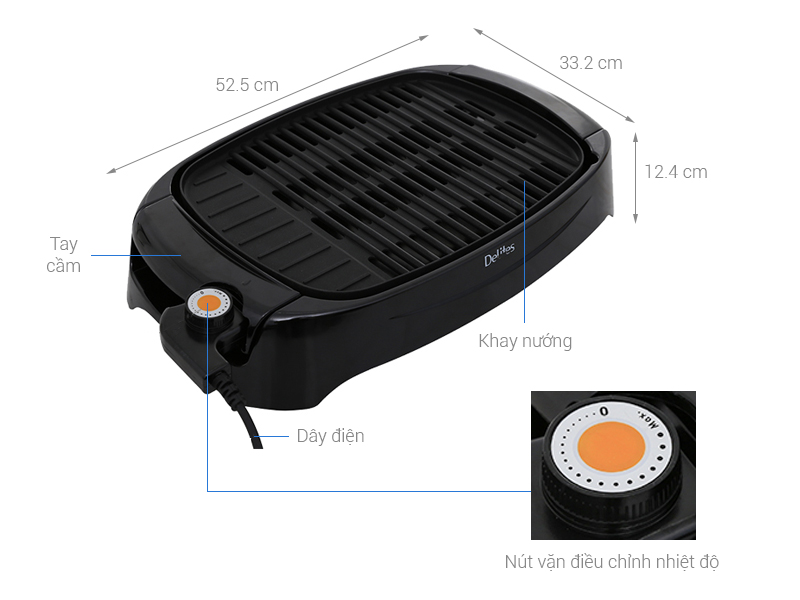 52.5 cm
33.2 cm
12.4 cm
Tay
cầm
Delites
Khay nướng
Dây điện
0
Max.
Nút vặn điều chỉnh nhiệt độ